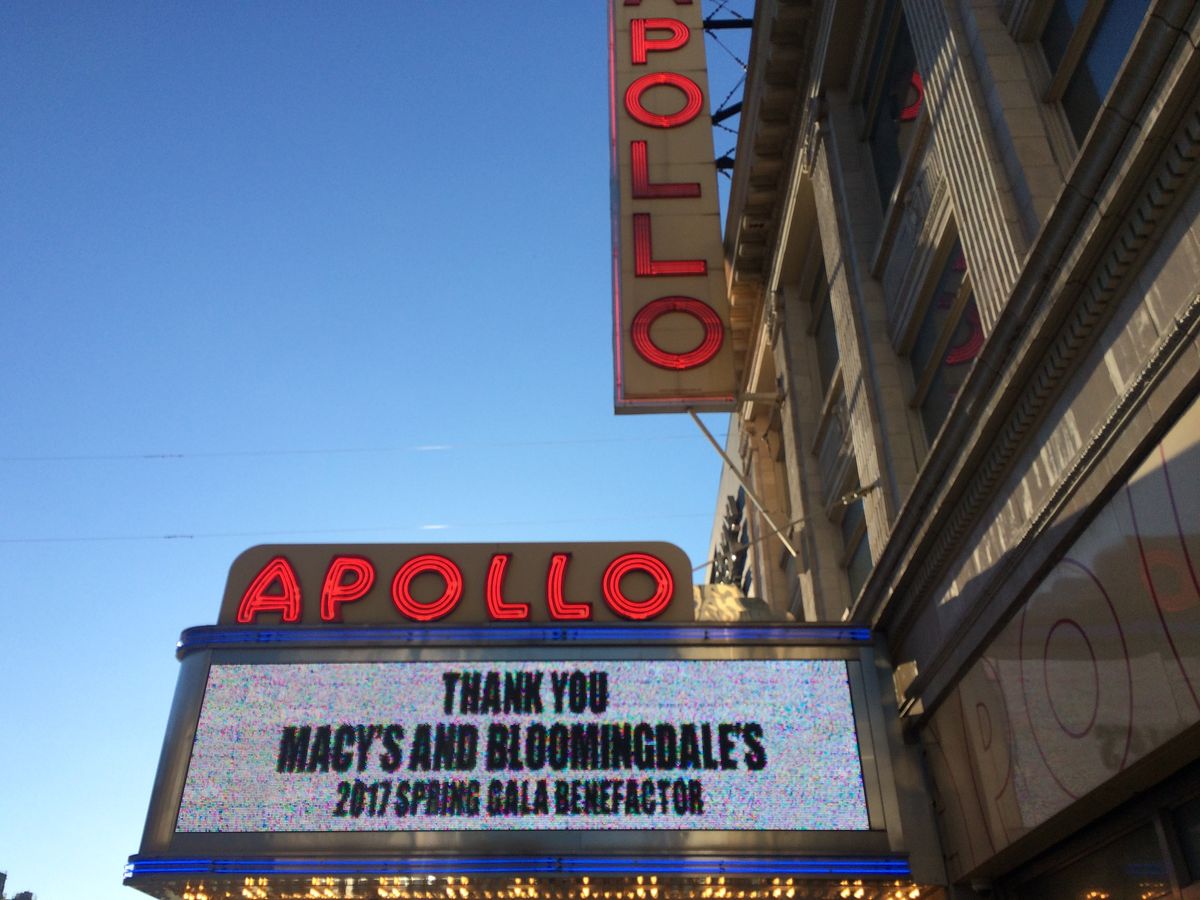 APOLLO
APOLLO
THANK YOU
MACY'S AND BLOOMINGDALE'S
2017 SPRING GALA BENEFACTOR